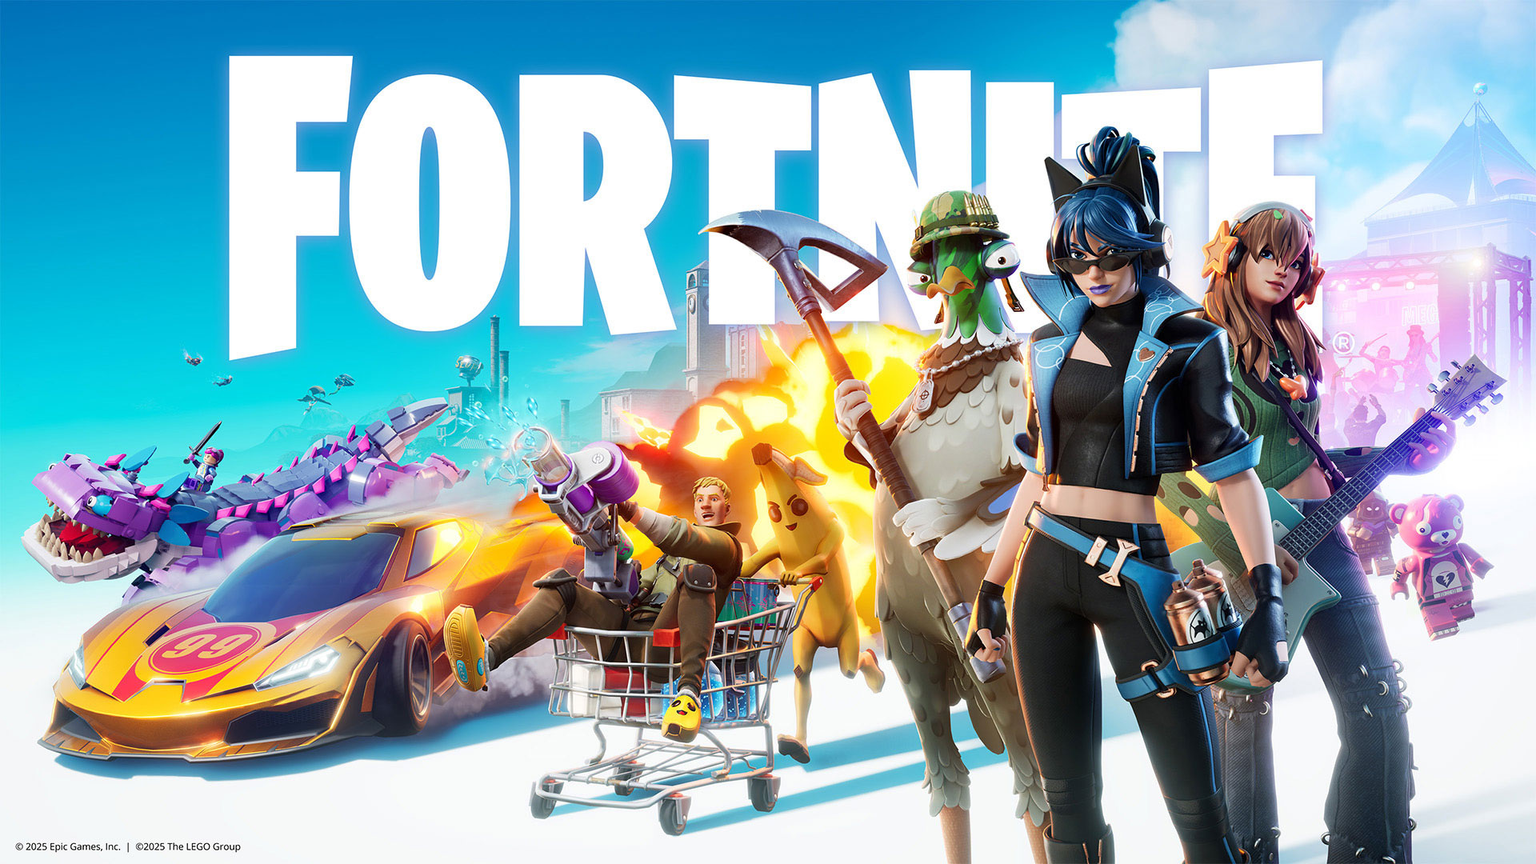 FORTNITE
®
99
© 2025 Epic Games, Inc. | ©2025 The LEGO Group